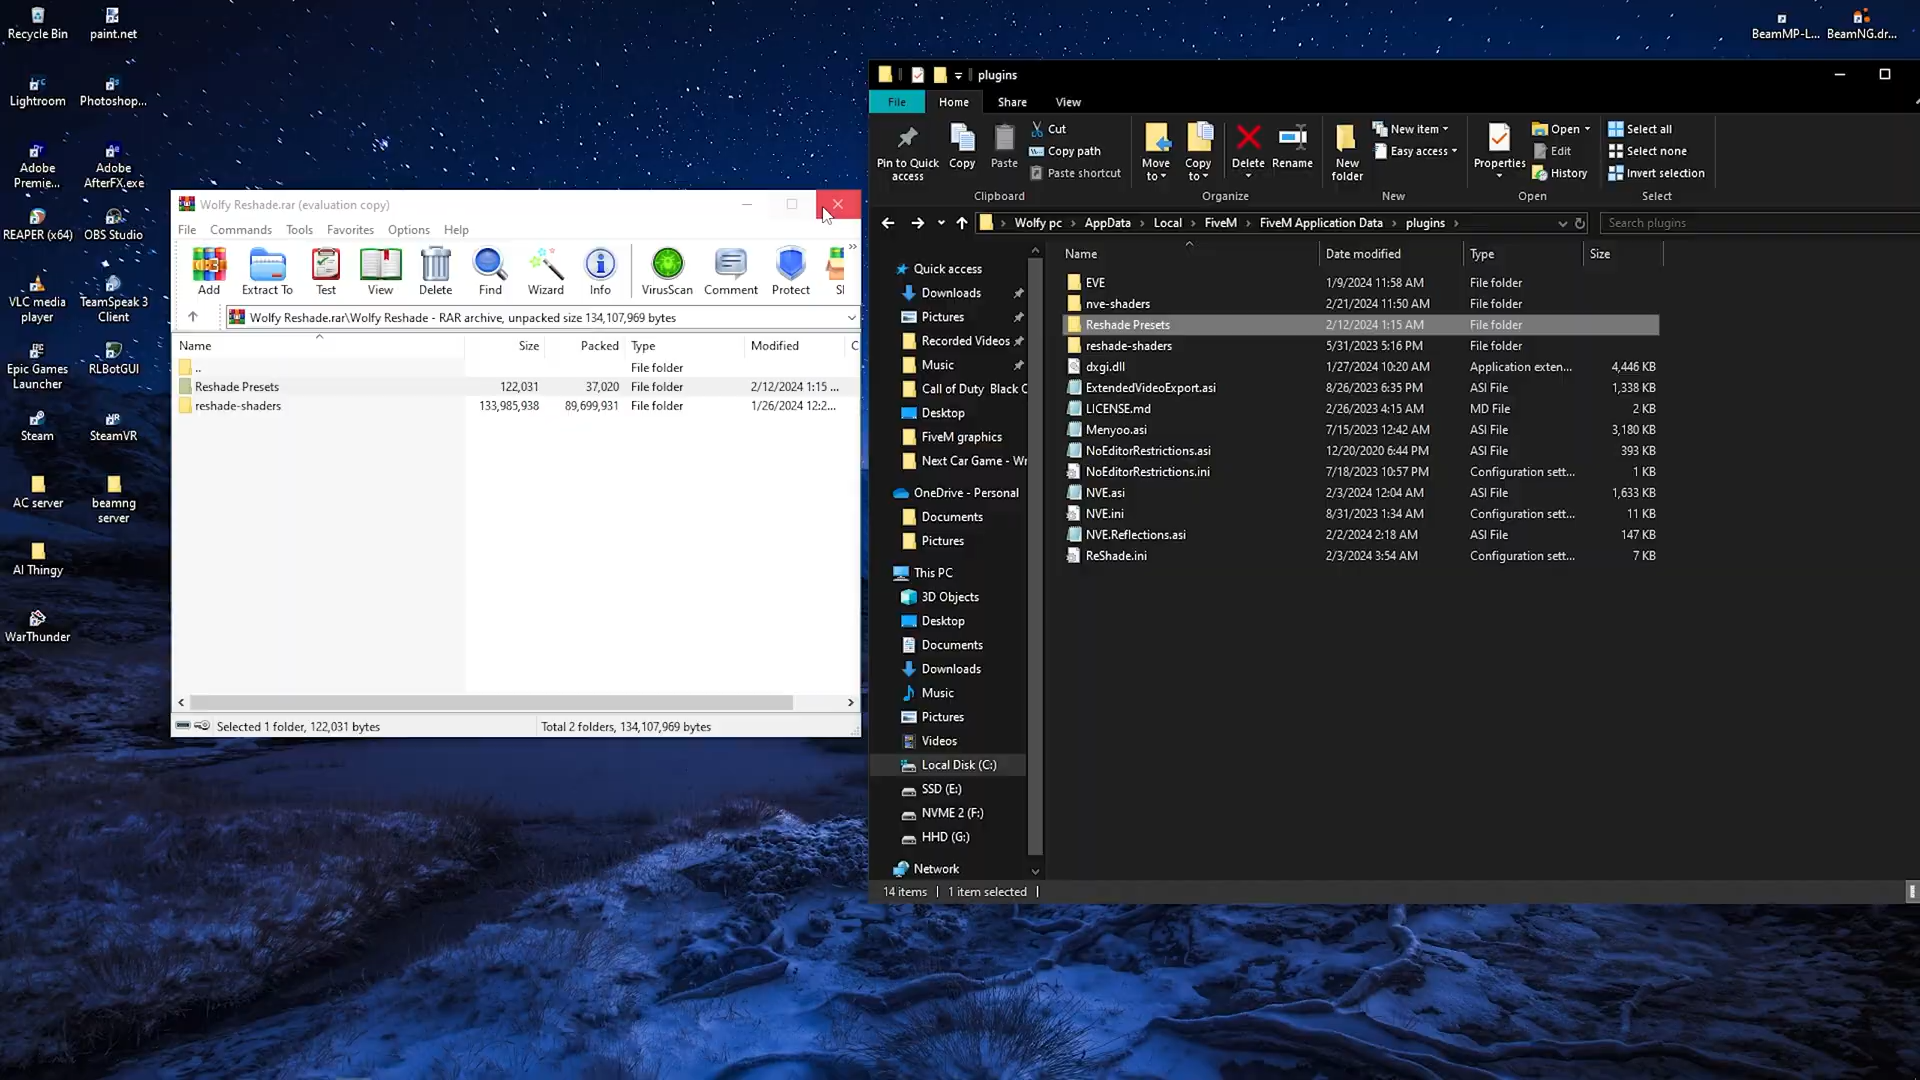 Recycle Bin
paint.net
BeamMP-L...
BeamNG.dr...
Lightroom
Photoshop...
Adobe Premie...
Adobe AfterFX.exe
REAPER (x64)
OBS Studio
VLC media player
TeamSpeak 3 Client
Epic Games Launcher
RLBotGUI
Steam
SteamVR
AC server
beamng server
AI Thingy
WarThunder
Wolfy Reshade.rar (evaluation copy)
File Commands Tools Favorites Options Help
Add Extract To Test View Delete Find Wizard Info VirusScan Comment Protect
Wolfy Reshade.rar\Wolfy Reshade - RAR archive, unpacked size 134,107,969 bytes
Name Size Packed Type Modified C
.. File folder
Reshade Presets 122,031 37,020 File folder 2/12/2024 1:15 ...
reshade-shaders 133,985,938 89,699,931 File folder 1/26/2024 12:2...
Selected 1 folder, 122,031 bytes
Total 2 folders, 134,107,969 bytes
plugins
File Home Share View
Pin to Quick access
Copy
Paste
Cut
Copy path
Paste shortcut
Clipboard
Move to
Copy to
Delete
Rename
Organize
New folder
New item
Easy access
New
Properties
Open
Edit
History
Open
Select all
Select none
Invert selection
Select
Wolfy pc > AppData > Local > FiveM > FiveM Application Data > plugins >
Search plugins
Quick access
Downloads
Pictures
Recorded Videos
Music
Call of Duty Black C
Desktop
FiveM graphics
Next Car Game - Wr
OneDrive - Personal
Documents
Pictures
This PC
3D Objects
Desktop
Documents
Downloads
Music
Pictures
Videos
Local Disk (C:)
SSD (E:)
NVME 2 (F:)
HHD (G:)
Network
Name Date modified Type Size
EVE 1/9/2024 11:58 AM File folder
nve-shaders 2/21/2024 11:50 AM File folder
Reshade Presets 2/12/2024 1:15 AM File folder
reshade-shaders 5/31/2023 5:16 PM File folder
dxgi.dll 1/27/2024 10:20 AM Application exten... 4,446 KB
ExtendedVideoExport.asi 8/26/2023 6:35 PM ASI File 1,338 KB
LICENSE.md 2/26/2023 4:15 AM MD File 2 KB
Menyoo.asi 7/15/2023 12:42 AM ASI File 3,180 KB
NoEditorRestrictions.asi 12/20/2020 6:44 PM ASI File 393 KB
NoEditorRestrictions.ini 7/18/2023 10:57 PM Configuration sett... 1 KB
NVE.asi 2/3/2024 12:04 AM ASI File 1,633 KB
NVE.ini 8/31/2023 1:34 AM Configuration sett... 11 KB
NVE.Reflections.asi 2/2/2024 2:18 AM ASI File 147 KB
ReShade.ini 2/3/2024 3:54 AM Configuration sett... 7 KB
14 items
1 item selected